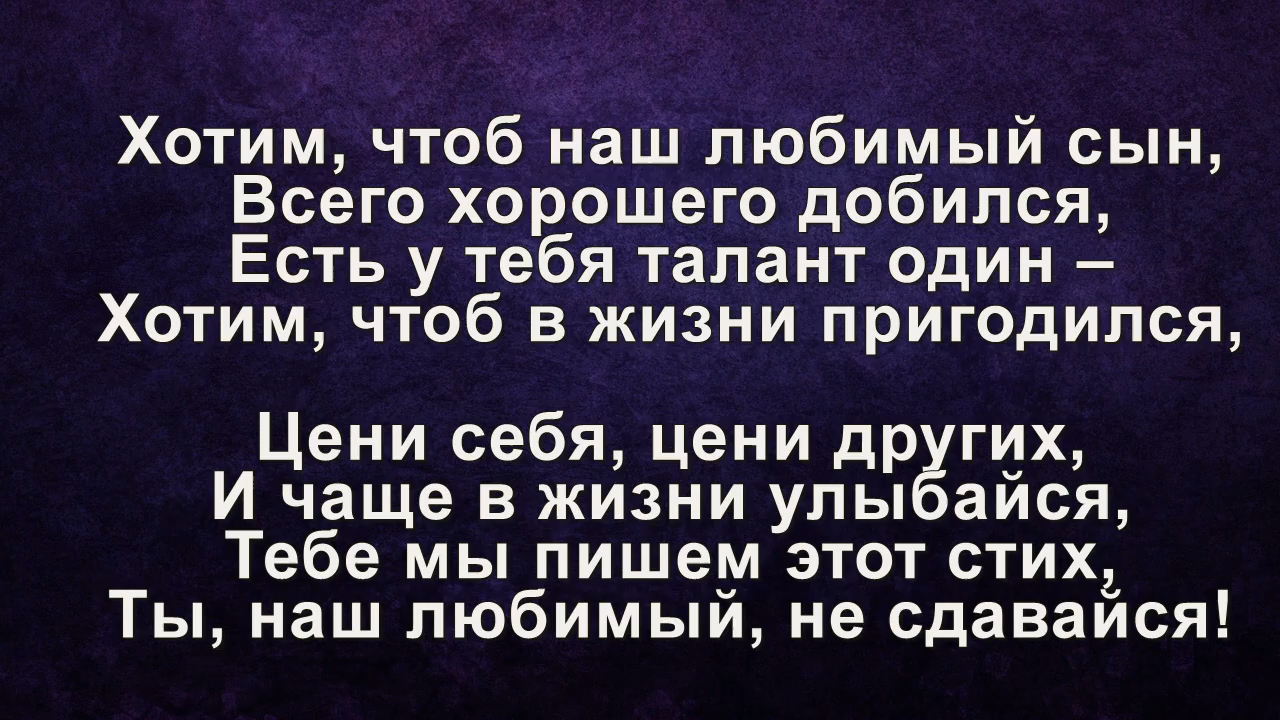 Хотим, чтоб наш любимый сын,
Всего хорошего добился,
Есть у тебя талант один –
Хотим, чтоб в жизни пригодился,
Цени себя, цени других,
И чаще в жизни улыбайся,
Тебе мы пишем этот стих,
Ты, наш любимый, не сдавайся!